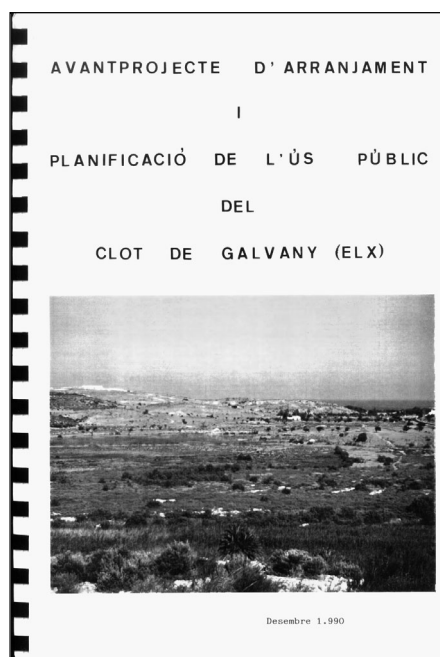 AVANTPROJECTE D'ARRANJAMENT
I
PLANIFICACIÓ DE L'ÚS PÚBLIC
DEL
CLOT DE GALVANY (ELX)
Desembre 1.990